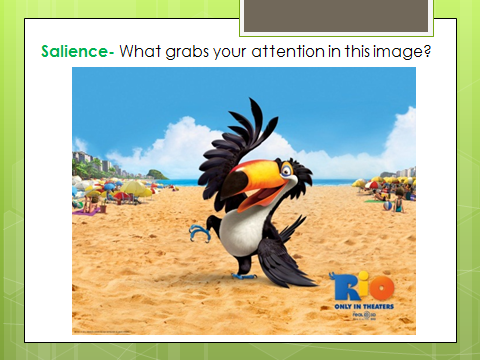 Salience- What grabs your attention in this image?
RiO
ONLY IN THEATERS